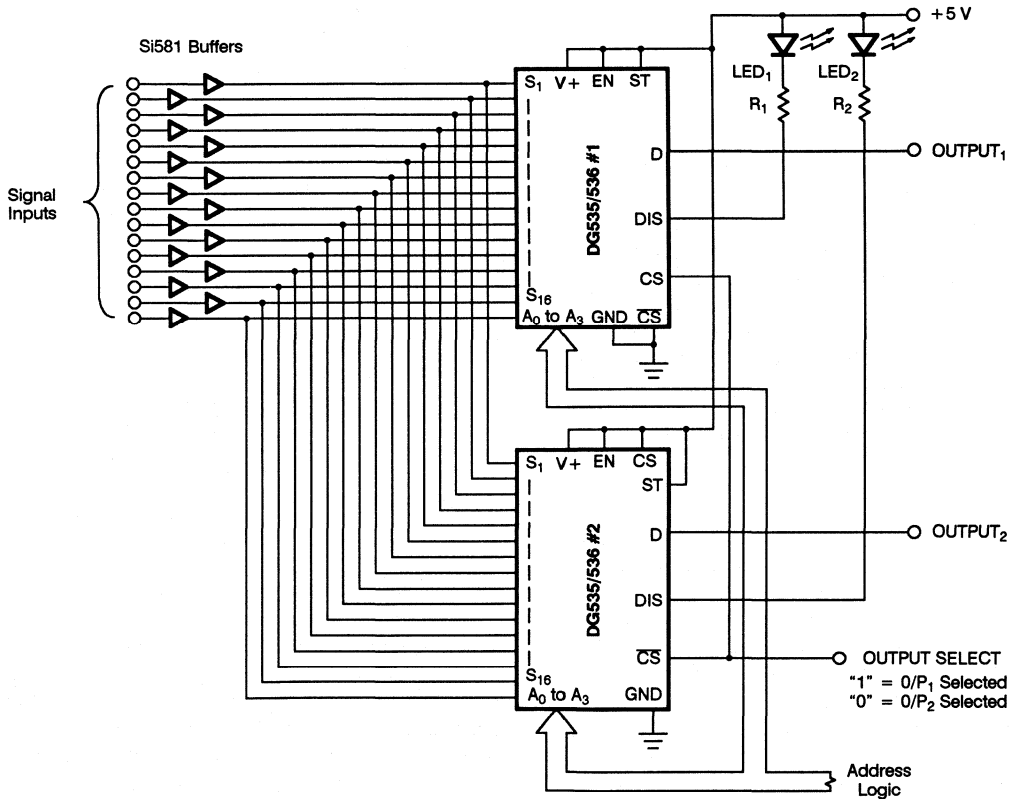 Si581 Buffers
Signal
Inputs
+5 V
LED₁
LED₂
R₁
R₂
S₁ V+ EN ST
D
OUTPUT₁
DG535/536 #1
DIS
CS
S₁₆
A₀ to A₃ GND C̅S̅
S₁ V+ EN CS
ST
D
OUTPUT₂
DG535/536 #2
DIS
C̅S̅
OUTPUT SELECT
"1" = 0/P₁ Selected
"0" = 0/P₂ Selected
S₁₆
A₀ to A₃ GND
Address
Logic